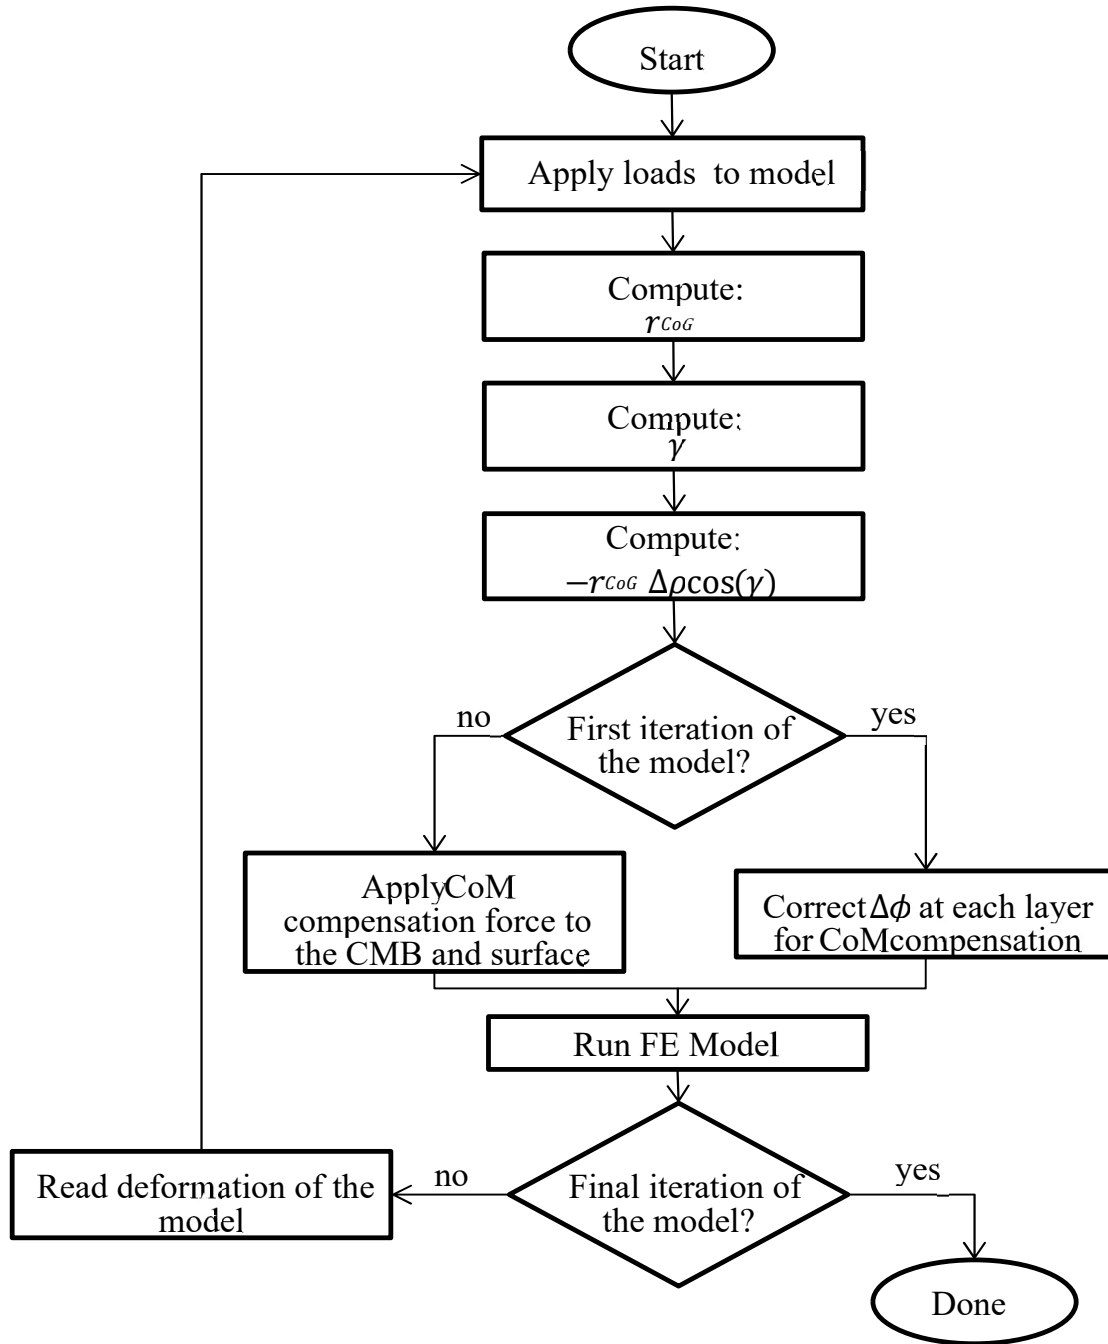 Start
Apply loads to model
Compute:
rCoG
Compute:
γ
Compute:
−rCoG Δρcos(γ)
First iteration of
the model?
no
yes
ApplyCoM
compensation force to
the CMB and surface
Correct Δϕ at each layer
for CoMcompensation
Run FE Model
Final iteration of
the model?
no
yes
Read deformation of the
model
Done